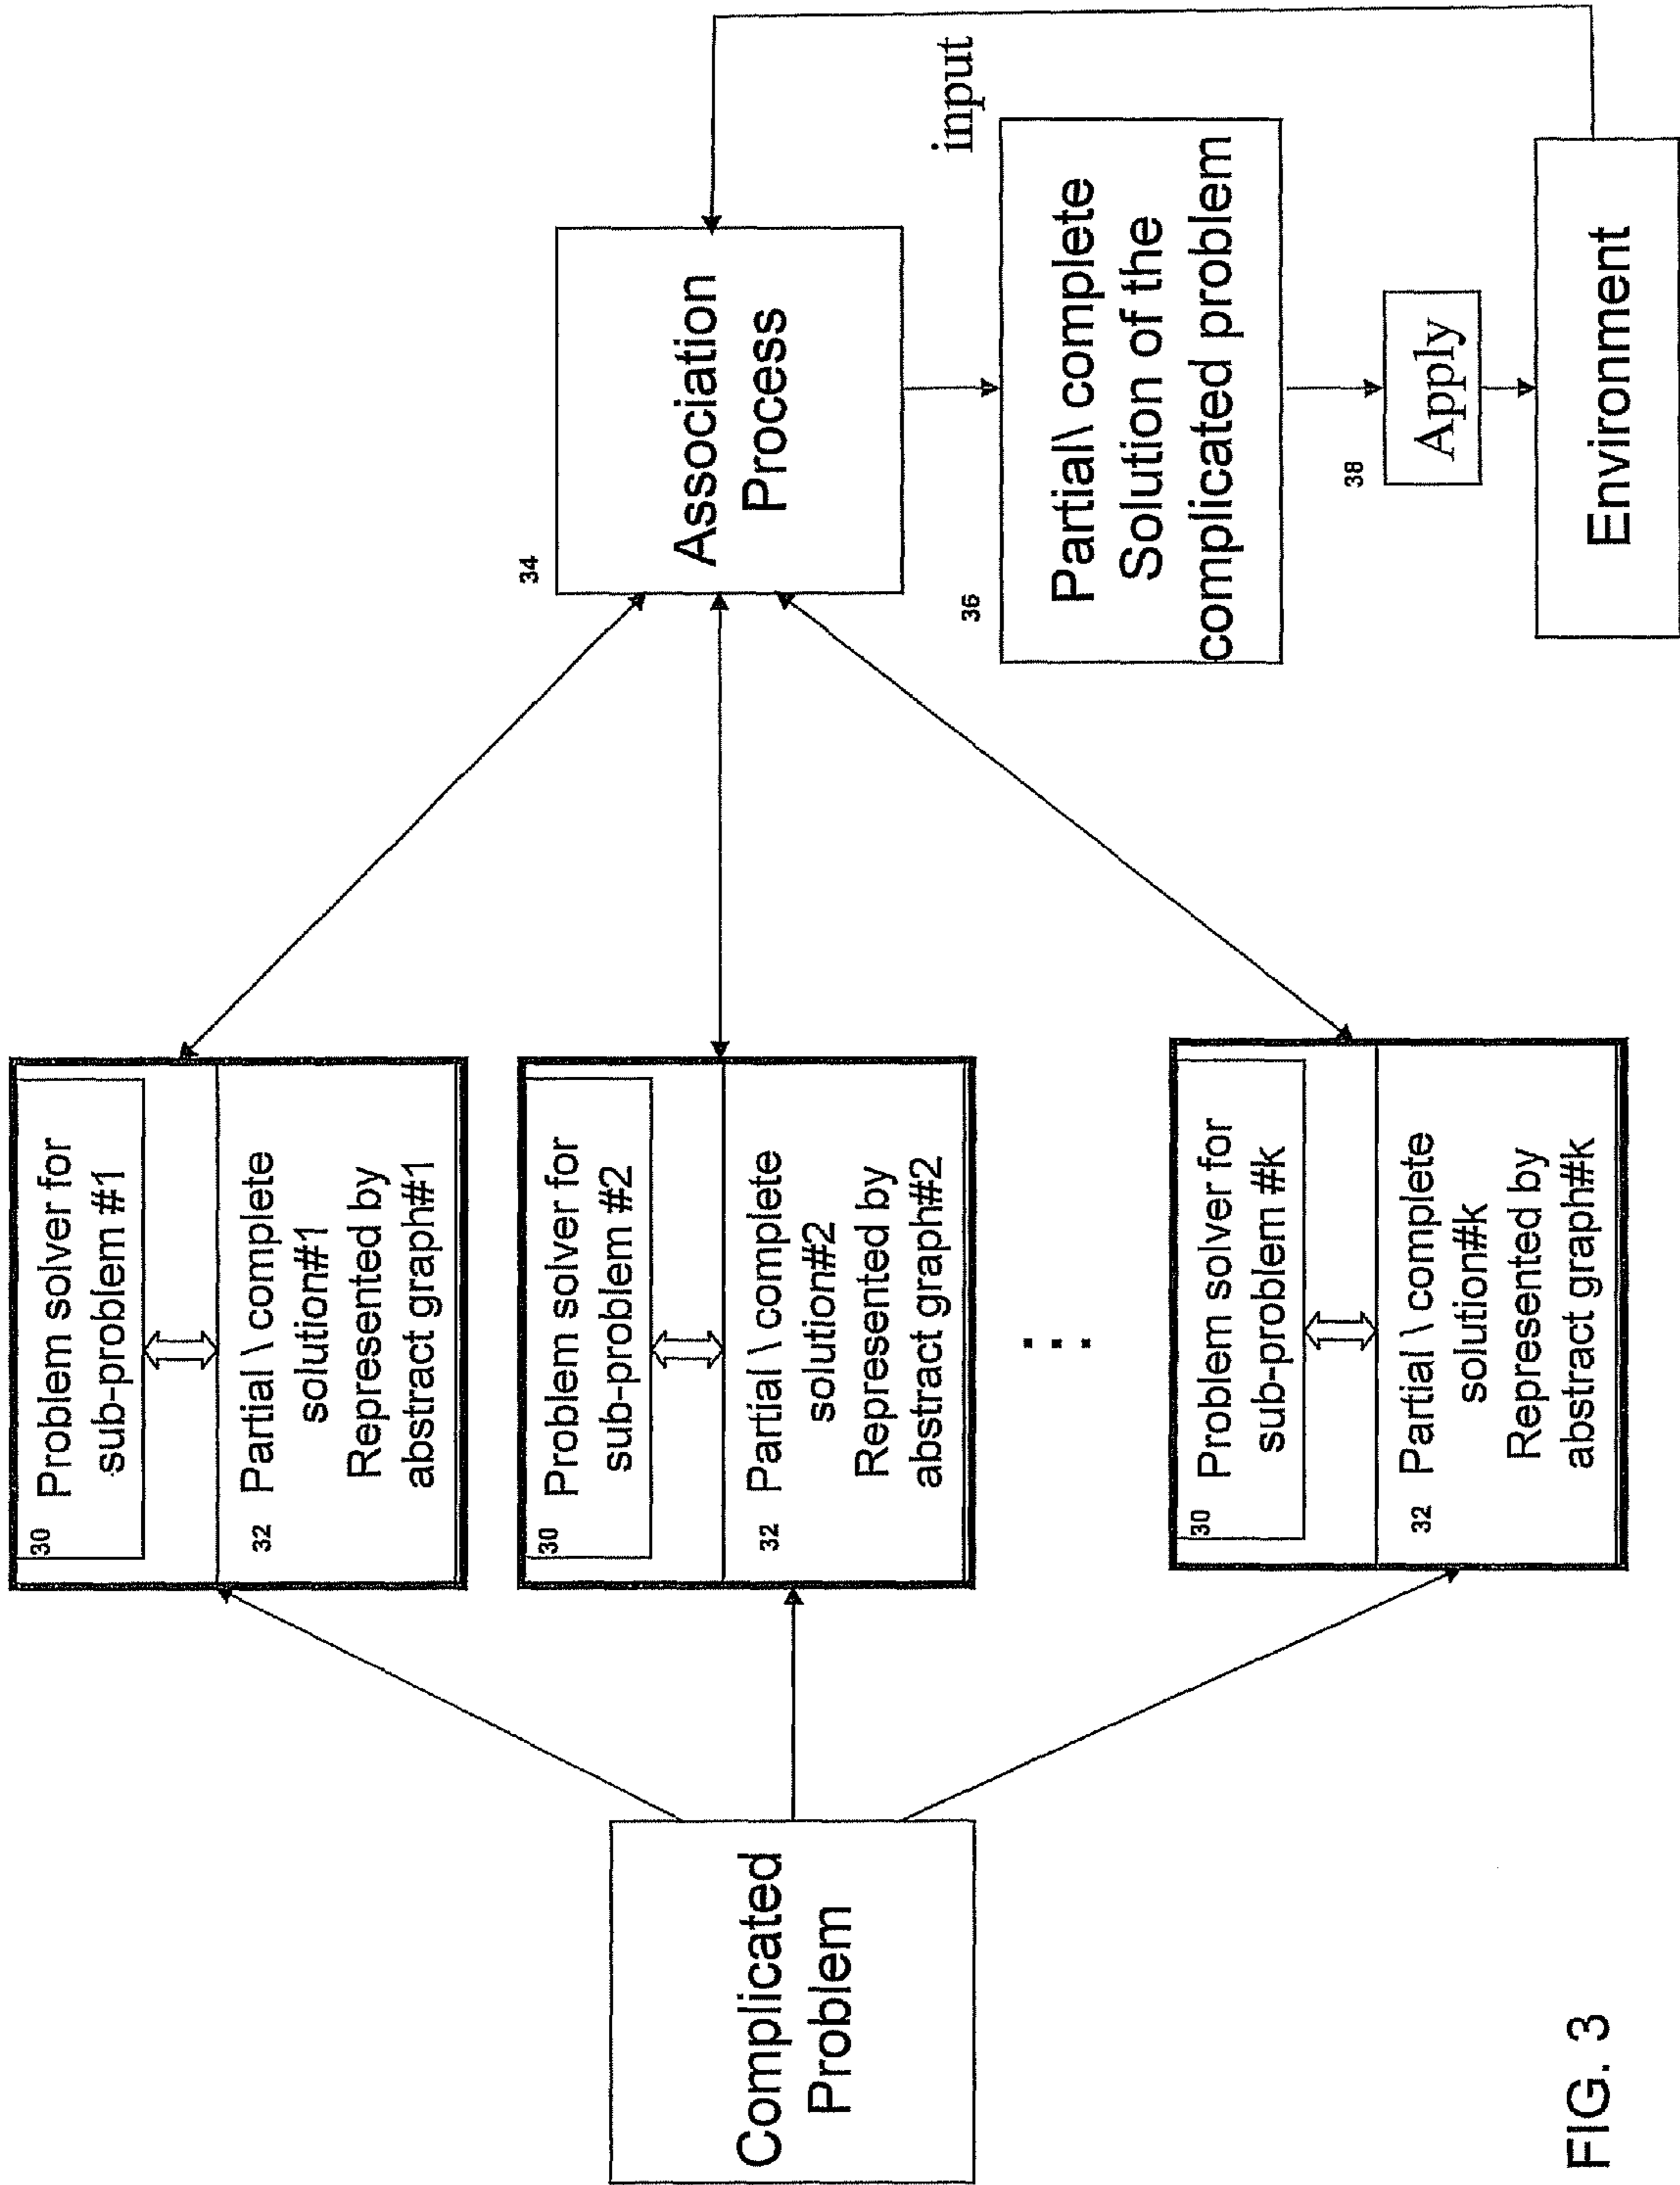 Complicated
Problem
30
Problem solver for
sub-problem #1
32
Partial \ complete
solution#1
Represented by
abstract graph#1
30
Problem solver for
sub-problem #2
32
Partial \ complete
solution#2
Represented by
abstract graph#2
...
30
Problem solver for
sub-problem #k
32
Partial \ complete
solution#k
Represented by
abstract graph#k
34
Association
Process
input
36
Partial\ complete
Solution of the
complicated problem
38
Apply
Environment
FIG. 3